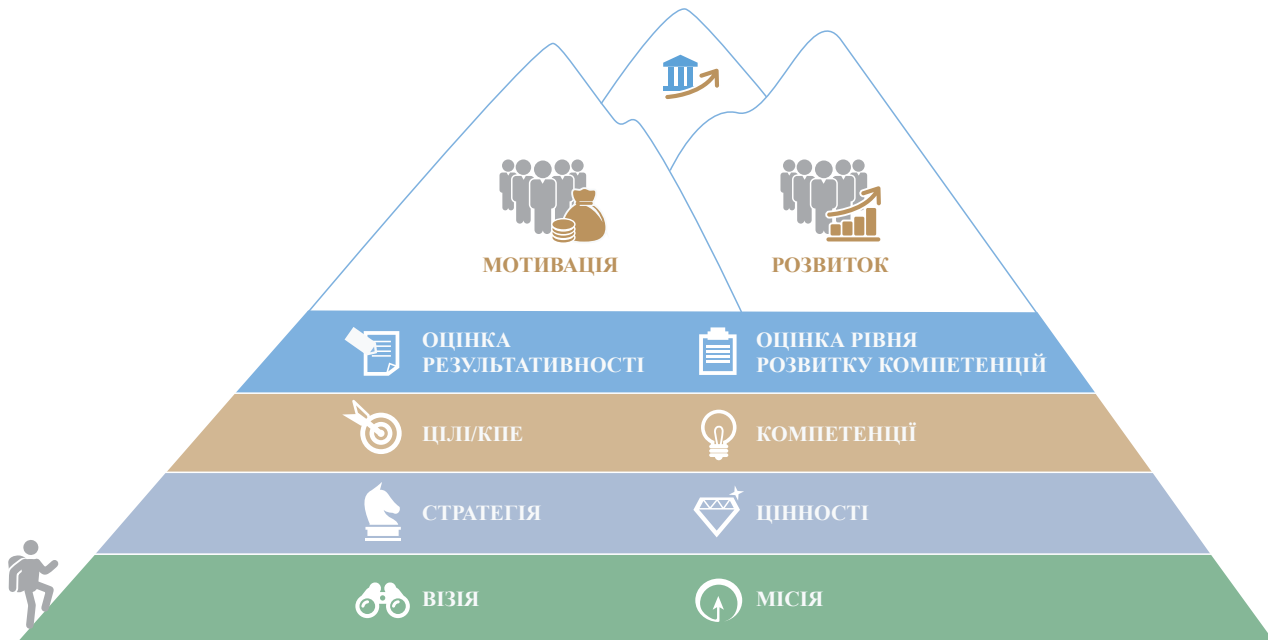 МОТИВАЦІЯ
РОЗВИТОК
ОЦІНКА
РЕЗУЛЬТАТИВНОСТІ
ОЦІНКА РІВНЯ
РОЗВИТКУ КОМПЕТЕНЦІЙ
ЦІЛІ/КПЕ
КОМПЕТЕНЦІЇ
СТРАТЕГІЯ
ЦІННОСТІ
ВІЗІЯ
МІСІЯ